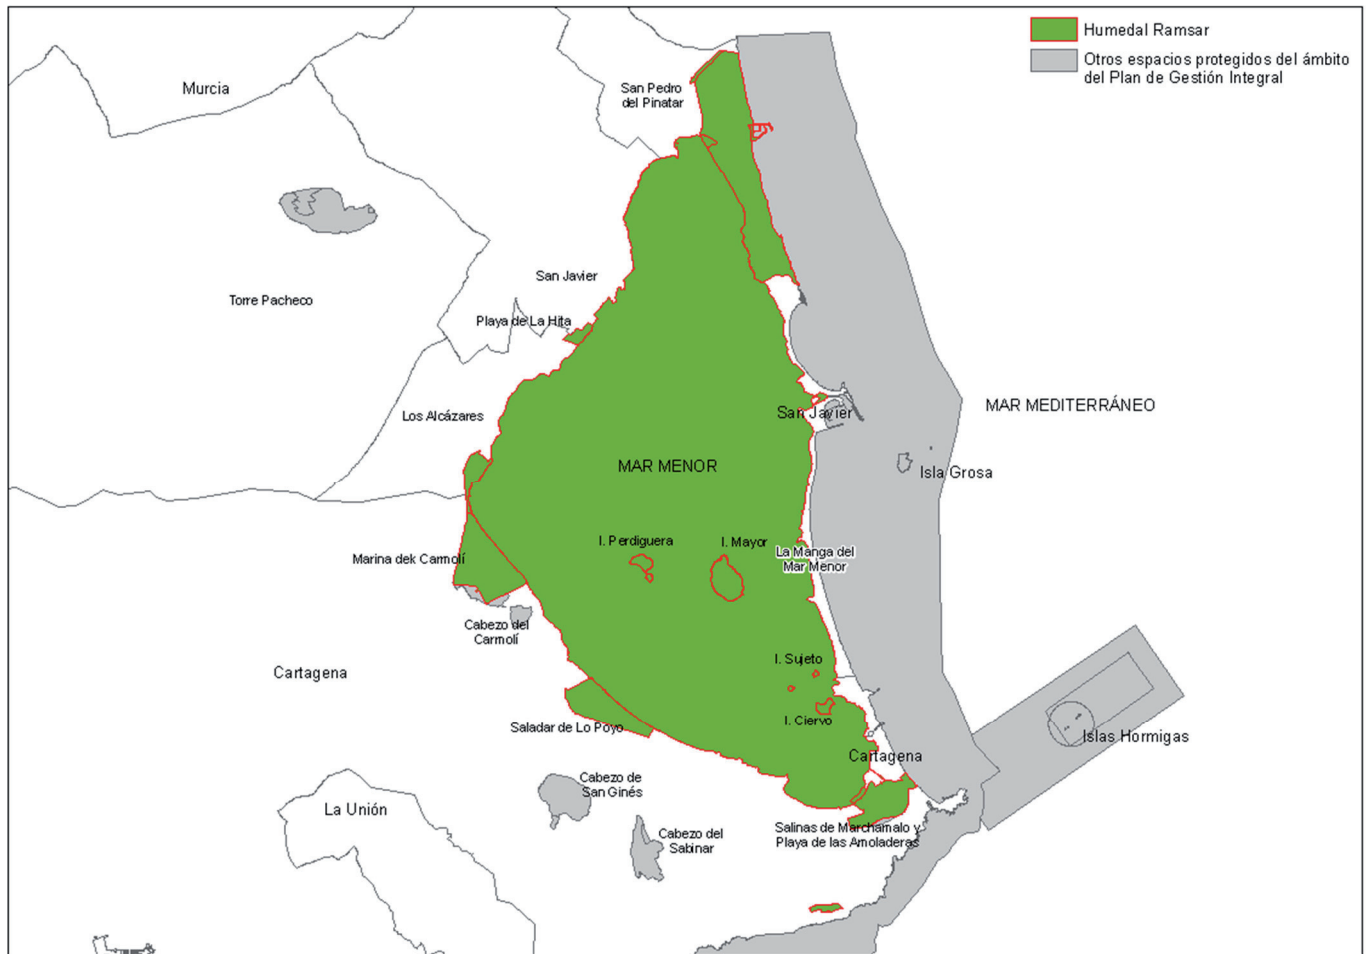 Humedal Ramsar
Otros espacios protegidos del ámbito
del Plan de Gestión Integral
Murcia
San Pedro
del Pinatar
San Javier
Torre Pacheco
Playa de La Hita
Los Alcázares
San Javier
MAR MEDITERRÁNEO
MAR MENOR
Isla Grosa
I. Perdiguera
I. Mayor
La Manga del
Mar Menor
Marina dek Carmolí
Cabezo del
Carmolí
Cartagena
I. Sujeto
I. Ciervo
Saladar de Lo Poyo
Islas Hormigas
Cartagena
Cabezo de
San Ginés
La Unión
Cabezo del
Sabinar
Salinas de Marchamalo y
Playa de las Amoladeras